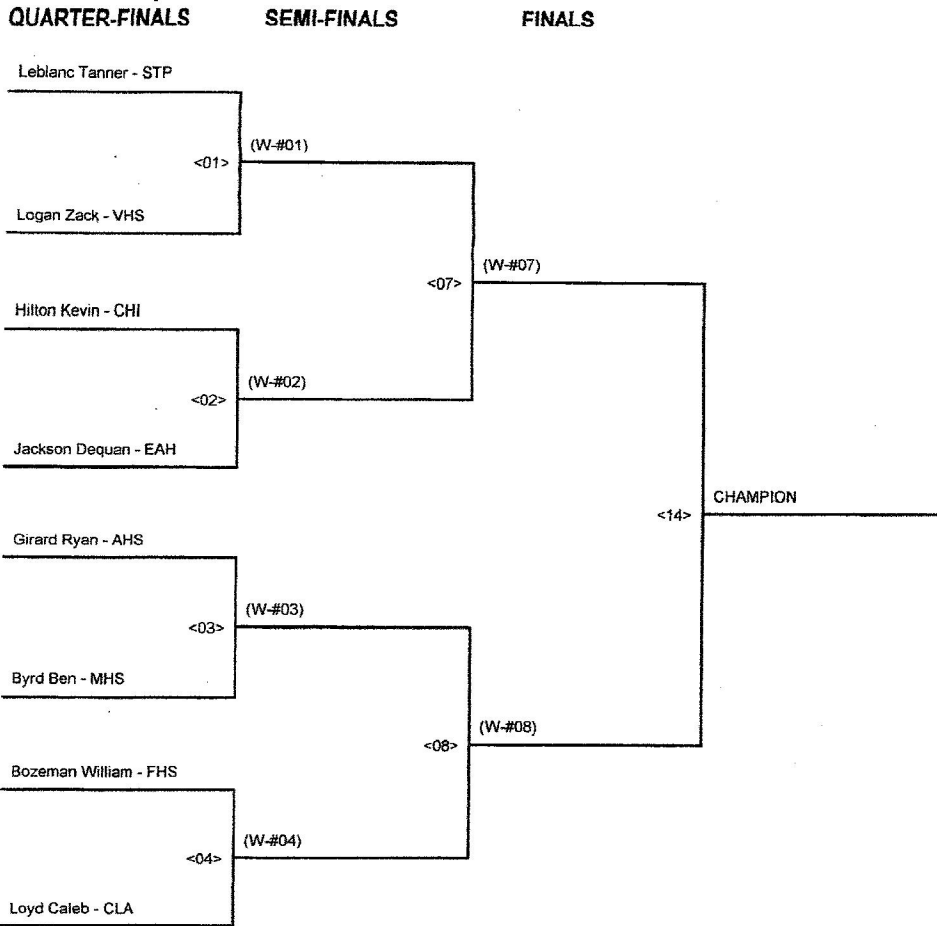 QUARTER-FINALS SEMI-FINALS FINALS
Leblanc Tanner - STP
(W-#01)
<01>
Logan Zack - VHS
(W-#07)
<07>
Hilton Kevin - CHI
(W-#02)
<02>
Jackson Dequan - EAH
CHAMPION
<14>
Girard Ryan - AHS
(W-#03)
<03>
Byrd Ben - MHS
(W-#08)
<08>
Bozeman William - FHS
(W-#04)
<04>
Loyd Caleb - CLA